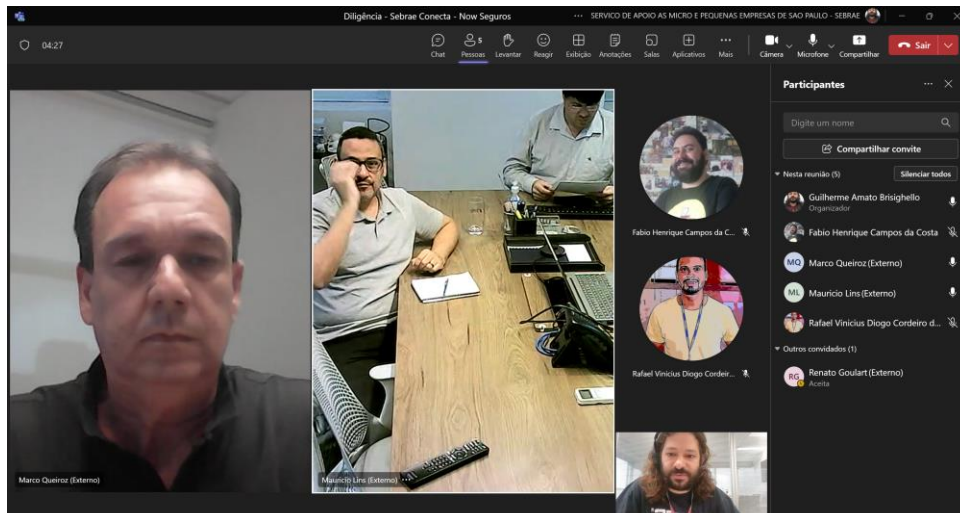 Diligência - Sebrae Conecta - Now Seguros
SERVICO DE APOIO AS MICRO E PEQUENAS EMPRESAS DE SAO PAULO - SEBRAE
04:27
Chat
5
Pessoas
Levantar
Reagir
Exibição
Anotações
Salas
Aplicativos
Mais
Câmera
Microfone
Compartilhar
Sair
Participantes
Digite um nome
Compartilhar convite
Nesta reunião (5)
Silenciar todos
Guilherme Amato Brisighello
Organizador
Fabio Henrique Campos da Costa
MQ
Marco Queiroz (Externo)
ML
Mauricio Lins (Externo)
Rafael Vinicius Diogo Cordeiro d...
Outros convidados (1)
RG
Renato Goulart (Externo)
Aceita
Fabio Henrique Campos da C...
Rafael Vinicius Diogo Cordeir...
Marco Queiroz (Externo)
Mauricio Lins (Externo)